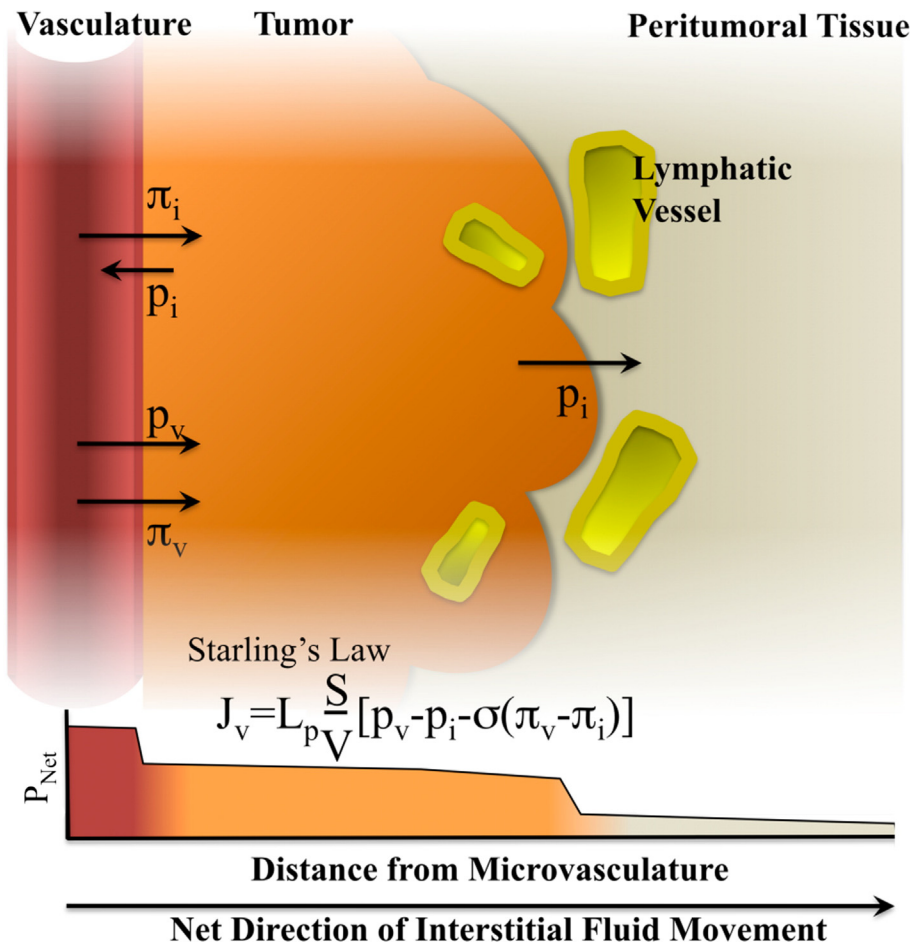 Vasculature
Tumor
Peritumoral Tissue
Lymphatic
Vessel
πi
pi
pi
pv
πv
Starling’s Law
Jv=Lp S/V [pv-pi-σ(πv-πi)]
PNet
Distance from Microvasculature
Net Direction of Interstitial Fluid Movement